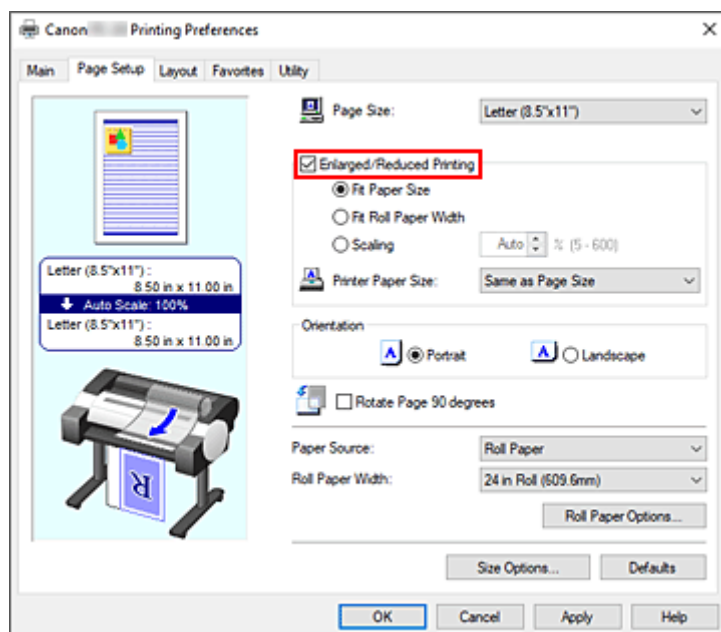 Canon Printing Preferences
Main Page Setup Layout Favorites Utility
Page Size: Letter (8.5"x11")
Enlarged/Reduced Printing
Fit Paper Size
Fit Roll Paper Width
Scaling Auto % (5 - 600)
Printer Paper Size: Same as Page Size
Letter (8.5"x11") :
8.50 in x 11.00 in
Auto Scale: 100%
Letter (8.5"x11") :
8.50 in x 11.00 in
Orientation
A Portrait A Landscape
Rotate Page 90 degrees
Paper Source: Roll Paper
Roll Paper Width: 24 in Roll (609.6mm)
R
Roll Paper Options...
Size Options... Defaults
OK Cancel Apply Help